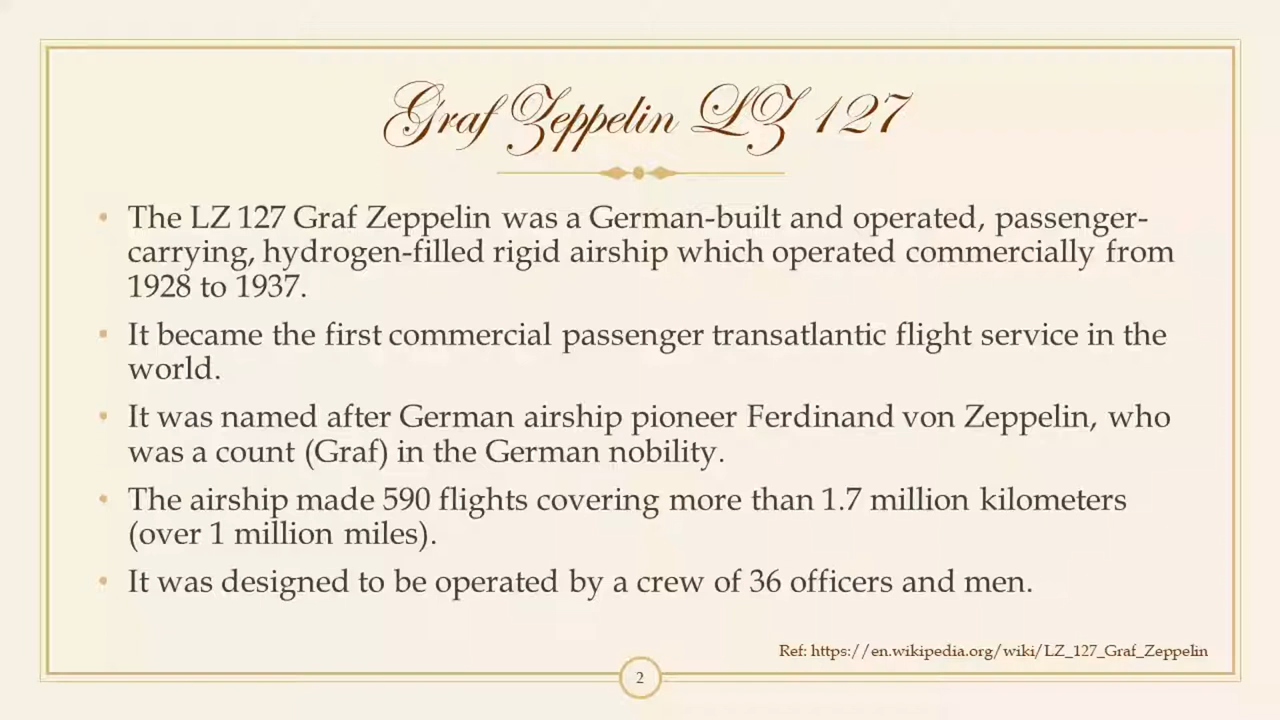 Graf Zeppelin LZ 127
• The LZ 127 Graf Zeppelin was a German-built and operated, passenger-
carrying, hydrogen-filled rigid airship which operated commercially from
1928 to 1937.
• It became the first commercial passenger transatlantic flight service in the
world.
• It was named after German airship pioneer Ferdinand von Zeppelin, who
was a count (Graf) in the German nobility.
• The airship made 590 flights covering more than 1.7 million kilometers
(over 1 million miles).
• It was designed to be operated by a crew of 36 officers and men.
Ref: https://en.wikipedia.org/wiki/LZ_127_Graf_Zeppelin
2